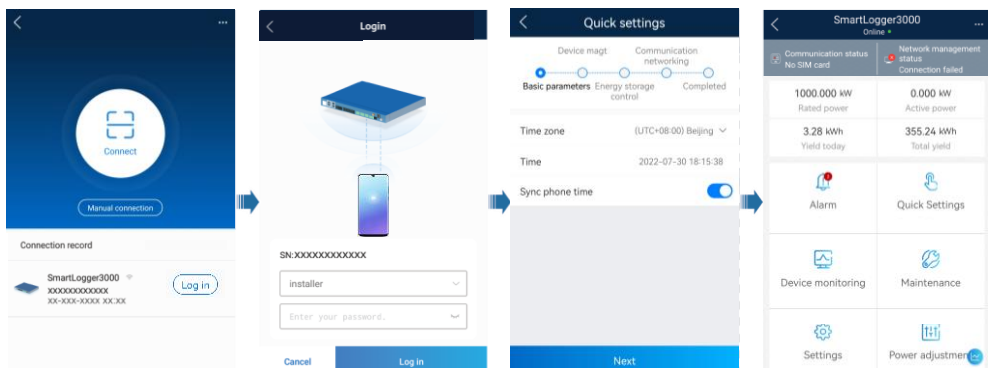 Connect
Manual connection
Connection record
SmartLogger3000
XXXXXXXXXXXX
XX-XXX-XXXX XX:XX
Log in
Login
SN:XXXXXXXXXXXX
installer
Enter your password.
Cancel
Log in
Quick settings
Device magt
Communication
networking
Basic parameters
Energy storage
control
Completed
Time zone
(UTC+08:00) Beijing
Time
2022-07-30 18:15:38
Sync phone time
Next
SmartLogger3000
Online
Communication status
No SIM card
Network management
status
Connection failed
1000.000 kW
Rated power
0.000 kW
Active power
3.28 kWh
Yield today
355.24 kWh
Total yield
Alarm
Quick Settings
Device monitoring
Maintenance
Settings
Power adjustmen